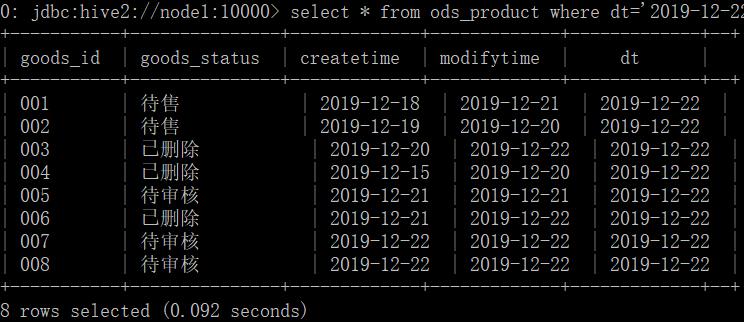 0: jdbc:hive2://node1:10000> select * from ods_product where dt='2019-12-22
+-----------+---------------+-------------+-------------+-------------+--+
| goods_id | goods_status | createtime | modifytime | dt |
+-----------+---------------+-------------+-------------+-------------+--+
| 001 | 待售 | 2019-12-18 | 2019-12-21 | 2019-12-22 |
| 002 | 待售 | 2019-12-19 | 2019-12-20 | 2019-12-22 |
| 003 | 已删除 | 2019-12-20 | 2019-12-22 | 2019-12-22 |
| 004 | 已删除 | 2019-12-15 | 2019-12-20 | 2019-12-22 |
| 005 | 待审核 | 2019-12-21 | 2019-12-21 | 2019-12-22 |
| 006 | 已删除 | 2019-12-21 | 2019-12-22 | 2019-12-22 |
| 007 | 待审核 | 2019-12-22 | 2019-12-22 | 2019-12-22 |
| 008 | 待审核 | 2019-12-22 | 2019-12-22 | 2019-12-22 |
+-----------+---------------+-------------+-------------+-------------+--+
8 rows selected (0.092 seconds)